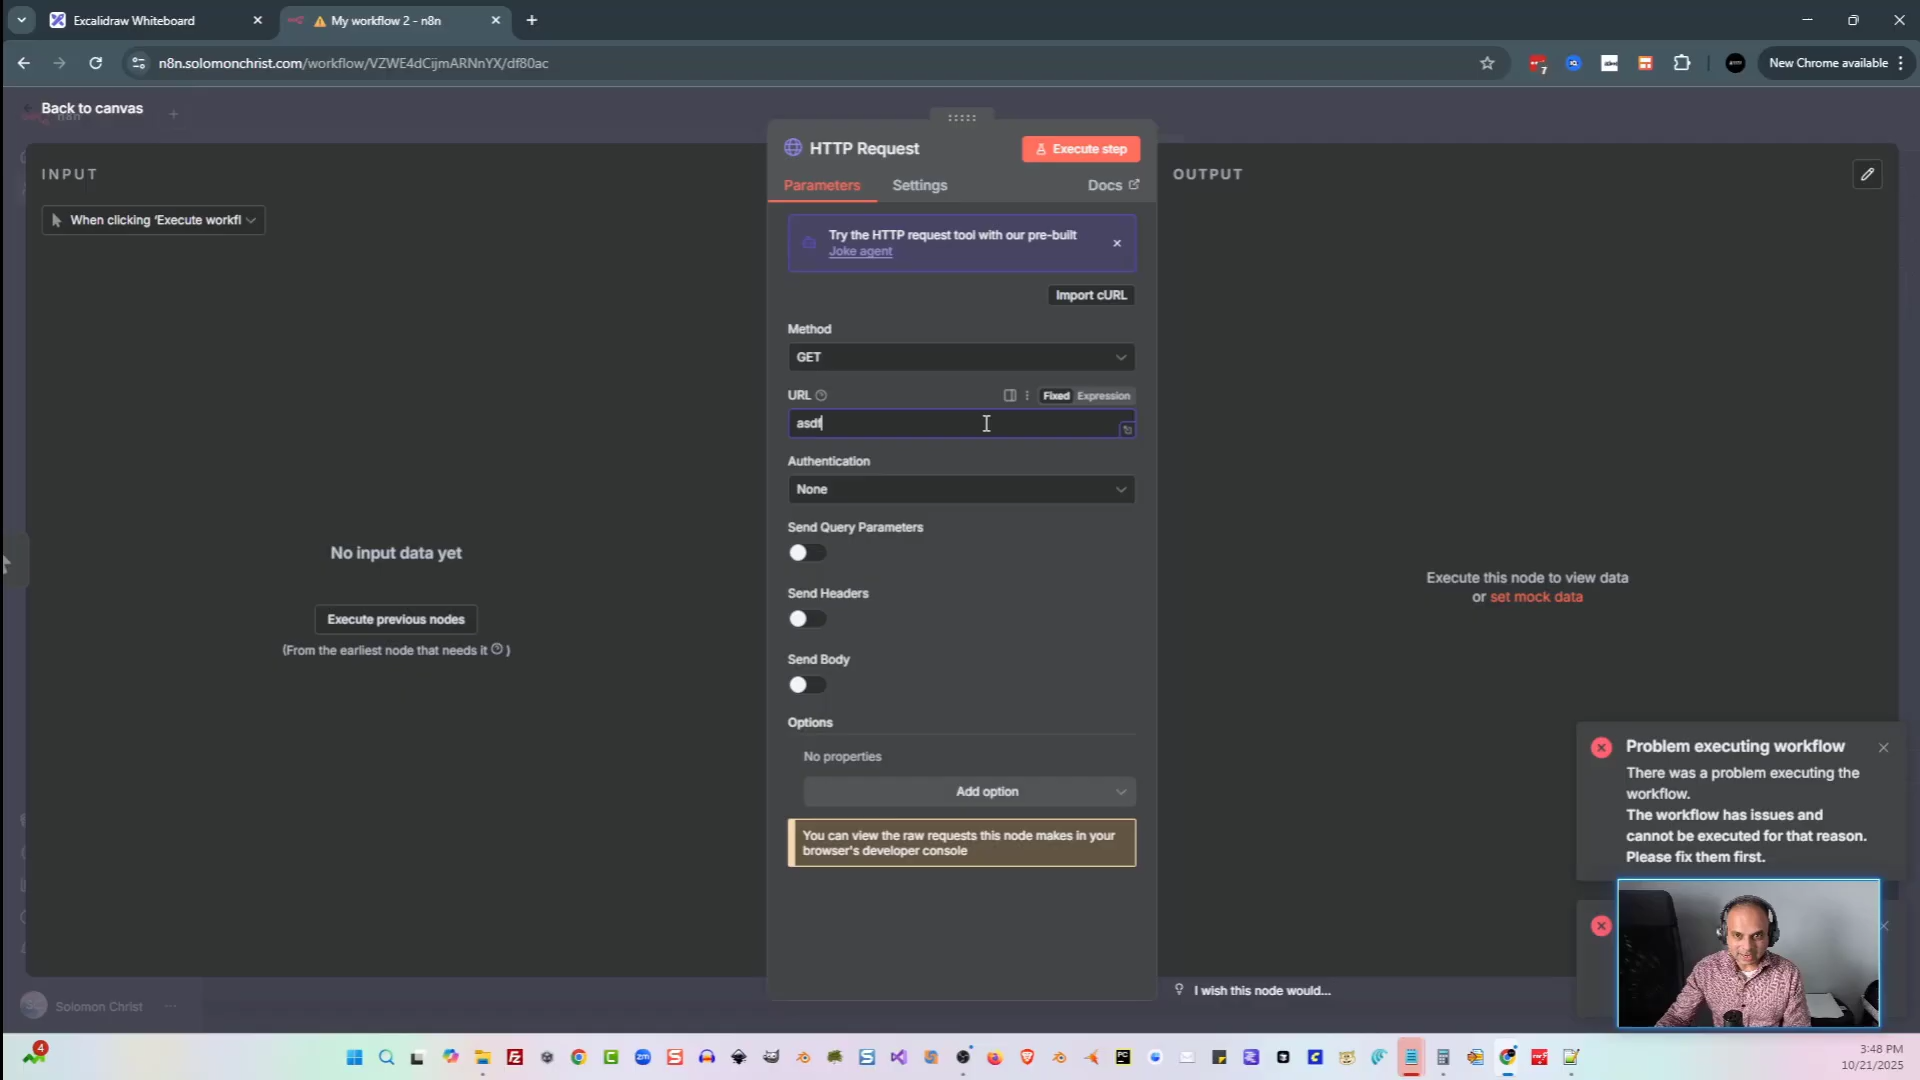 Excalidraw Whiteboard
My workflow 2 - n8n
n8n.solomonchrist.com/workflow/VZWE4dCijmARNnYX/df80ac
7
New Chrome available
Back to canvas
n8n
HTTP Request
Execute step
INPUT
OUTPUT
Parameters
Settings
Docs
When clicking ‘Execute workfl
Try the HTTP request tool with our pre-built
Joke agent
Import cURL
Method
GET
URL
Fixed
Expression
asdf
Authentication
None
Send Query Parameters
No input data yet
Execute previous nodes
(From the earliest node that needs it )
Execute this node to view data
or set mock data
Send Headers
Send Body
Options
No properties
Add option
You can view the raw requests this node makes in your
browser's developer console
Problem executing workflow
There was a problem executing the
workflow.
The workflow has issues and
cannot be executed for that reason.
Please fix them first.
I wish this node would...
Solomon Christ
4
3:48 PM
10/21/2025